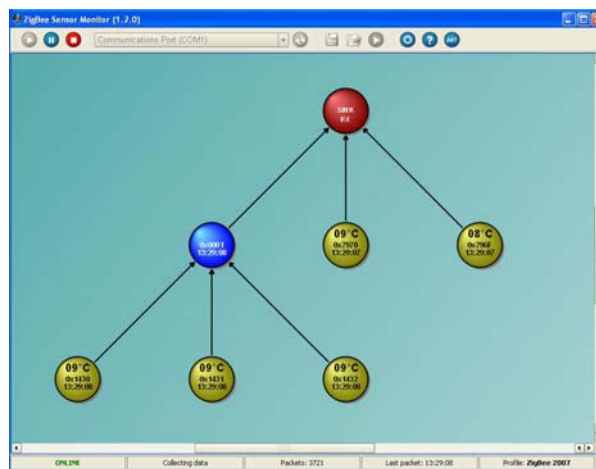 ZigBee Sensor Monitor (1.2.0)
Communications Port (COM1)
SINK
09°C
0x7970
13:29:07
08°C
0x796F
13:29:07
0x0001
13:29:08
09°C
0x1430
13:29:08
09°C
0x1431
13:29:08
09°C
0x1432
13:29:08
ONLINE
Collecting data
Packets: 3721
Last packet: 13:29:08
Profile: ZigBee 2007